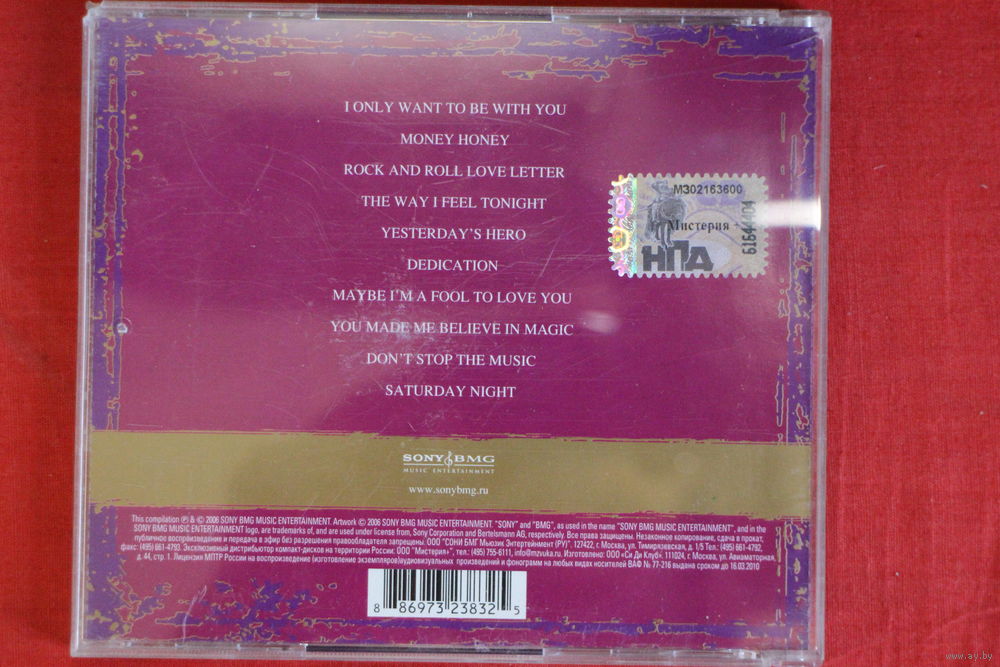 I ONLY WANT TO BE WITH YOU
MONEY HONEY
ROCK AND ROLL LOVE LETTER
THE WAY I FEEL TONIGHT
YESTERDAY'S HERO
DEDICATION
MAYBE I'M A FOOL TO LOVE YOU
YOU MADE ME BELIEVE IN MAGIC
DON'T STOP THE MUSIC
SATURDAY NIGHT
М302163600
Мистерия +
НПД
SONY BMG
MUSIC ENTERTAINMENT
www.sonybmg.ru
This compilation ℗ & © 2006 SONY BMG MUSIC ENTERTAINMENT. Artwork © 2006 SONY BMG MUSIC ENTERTAINMENT. "SONY" and "BMG", as used in the name "SONY BMG MUSIC ENTERTAINMENT", and in the
SONY BMG MUSIC ENTERTAINMENT logo, are trademarks of, and are used under license from, Sony Corporation and Bertelsmann AG, respectively. Все права защищены. Незаконное копирование, сдача в прокат,
публичное воспроизведение и передача в эфир без разрешения правообладателя запрещены. ООО "СОНИ БМГ Мьюзик Энтертейнмент (РУ)", 127422, г. Москва, ул. Тимирязевская, д. 1/5 Тел.: (495) 661-4792,
факс: (495) 661-4793. Эксклюзивный дистрибьютор компакт-дисков на территории России: ООО "Мистерия+", тел.: (495) 755-6111, info@mzvuka.ru. Изготовлено: ООО «Си Ди Клуб», 111024, г. Москва, ул. Авиамоторная,
д. 44, стр. 1. Лицензия МПТР России на воспроизведение (изготовление экземпляров)аудиовизуальных произведений и фонограмм на любых видах носителей ВАФ № 77-216 выдана сроком до 16.03.2010
8 86973 23832 5
www.ay.by